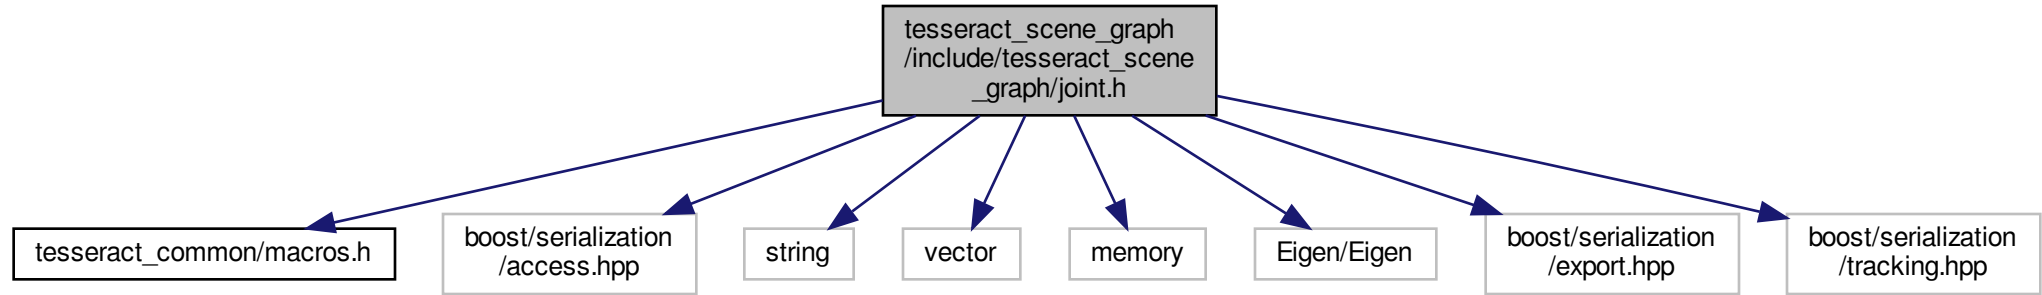 tesseract_scene_graph
/include/tesseract_scene
_graph/joint.h
tesseract_common/macros.h
boost/serialization
/access.hpp
string
vector
memory
Eigen/Eigen
boost/serialization
/export.hpp
boost/serialization
/tracking.hpp